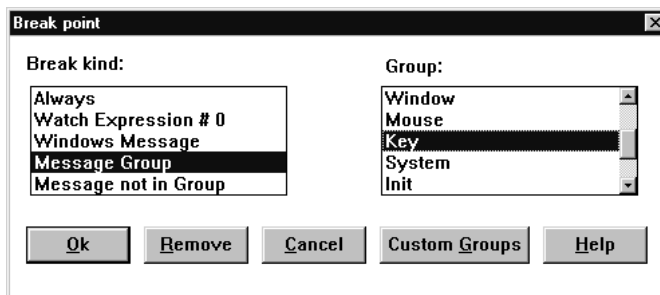 Break point
Break kind:
Always
Watch Expression # 0
Windows Message
Message Group
Message not in Group
Group:
Window
Mouse
Key
System
Init
Ok Remove Cancel Custom Groups Help